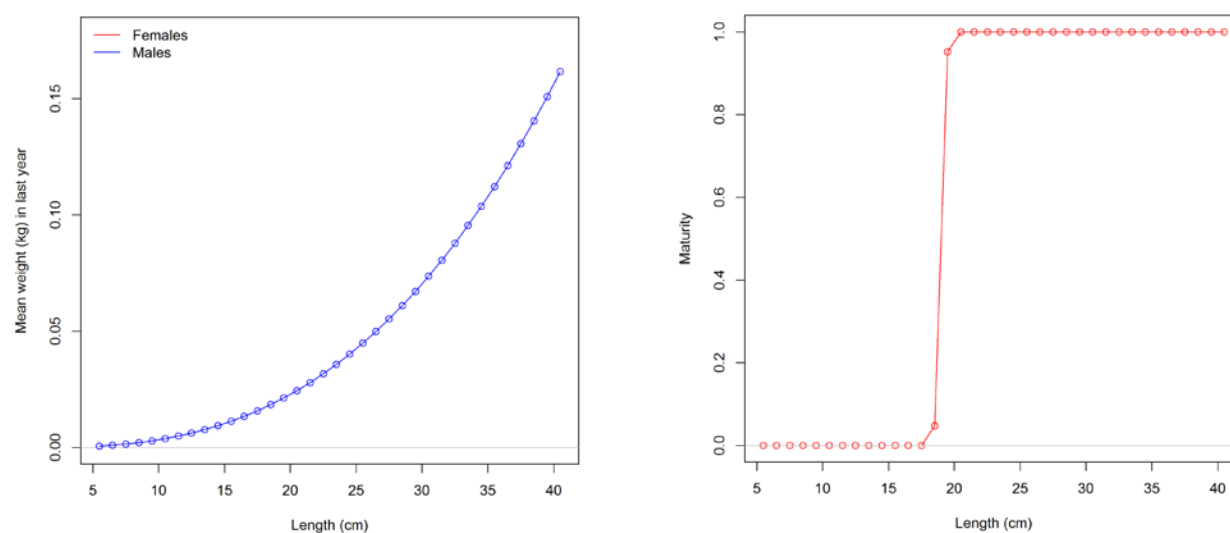 Females
Males
Mean weight (kg) in last year
0.15
0.10
0.05
0.00
5 10 15 20 25 30 35 40
Length (cm)
Maturity
1.0
0.8
0.6
0.4
0.2
0.0
5 10 15 20 25 30 35 40
Length (cm)